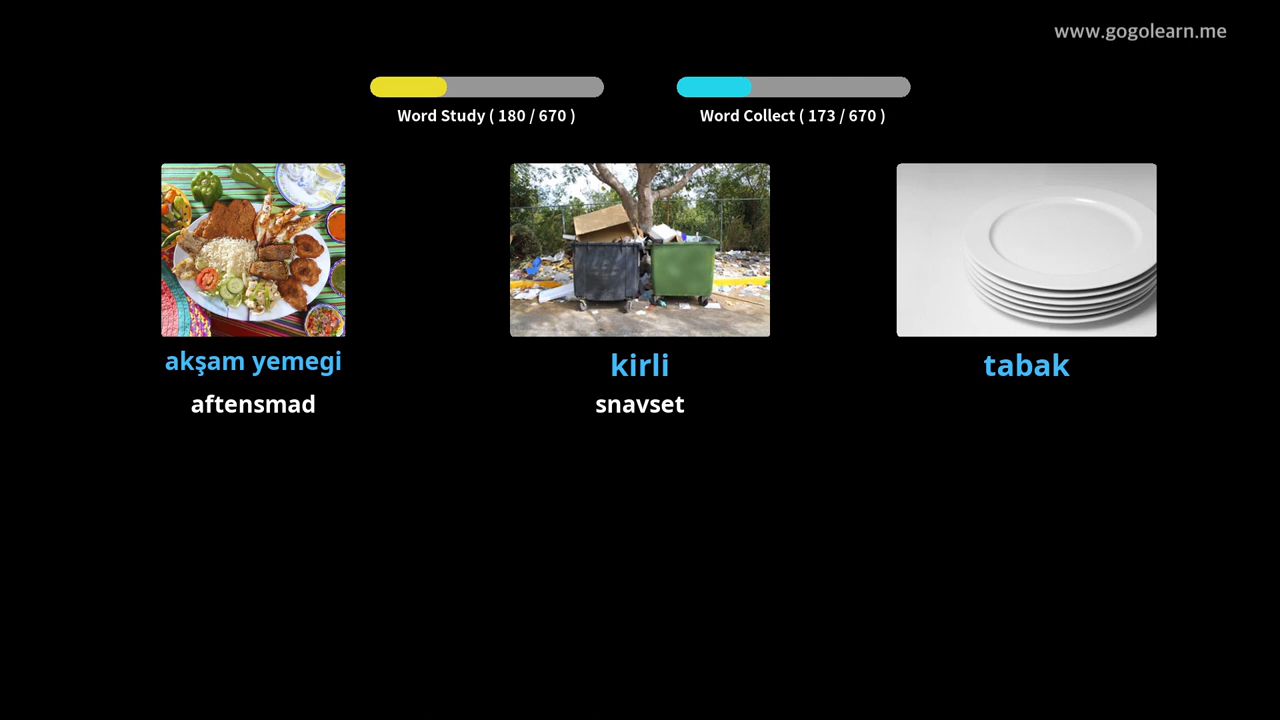 www.gogolearn.me
Word Study ( 180 / 670 )
Word Collect ( 173 / 670 )
akşam yemegi
kirli
tabak
aftensmad
snavset